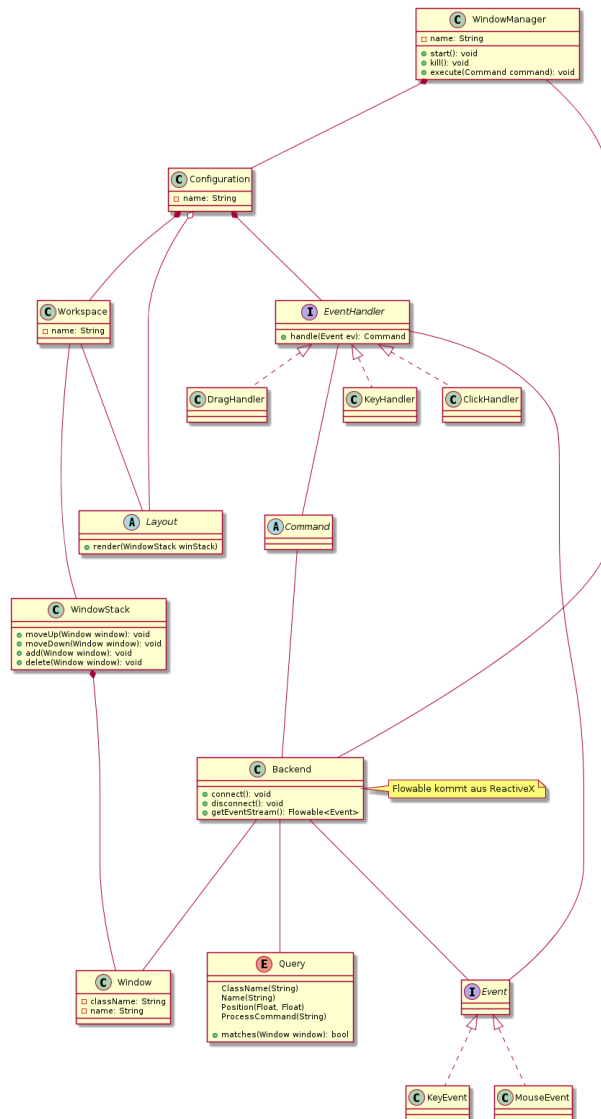 C WindowManager
name: String
start(): void
kill(): void
execute(Command command): void
C Configuration
name: String
C Workspace
name: String
I EventHandler
handle(Event ev): Command
C DragHandler
C KeyHandler
C ClickHandler
A Layout
render(WindowStack winStack)
A Command
C WindowStack
moveUp(Window window): void
moveDown(Window window): void
add(Window window): void
delete(Window window): void
C Backend
connect(): void
disconnect(): void
getEventStream(): Flowable<Event>
Flowable kommt aus ReactiveX
C Window
className: String
name: String
E Query
ClassName(String)
Name(String)
Position(Float, Float)
ProcessCommand(String)
matches(Window window): bool
I Event
C KeyEvent
C MouseEvent